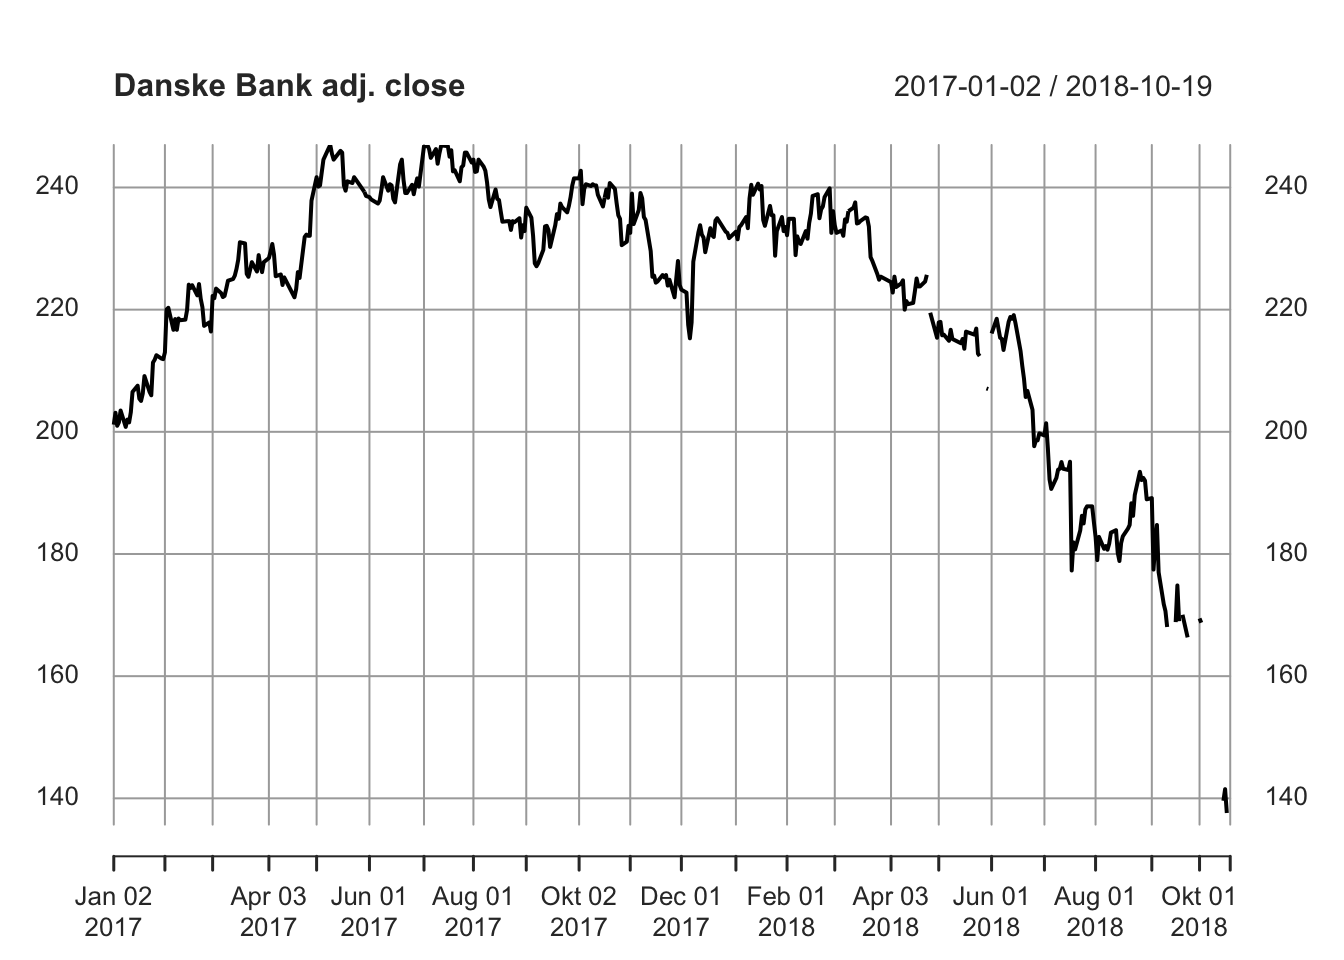 Danske Bank adj. close 2017-01-02 / 2018-10-19
240 240
220 220
200 200
180 180
160 160
140 140
Jan 02 Apr 03 Jun 01 Aug 01 Okt 02 Dec 01 Feb 01 Apr 03 Jun 01 Aug 01 Okt 01
2017 2017 2017 2017 2017 2017 2018 2018 2018 2018 2018